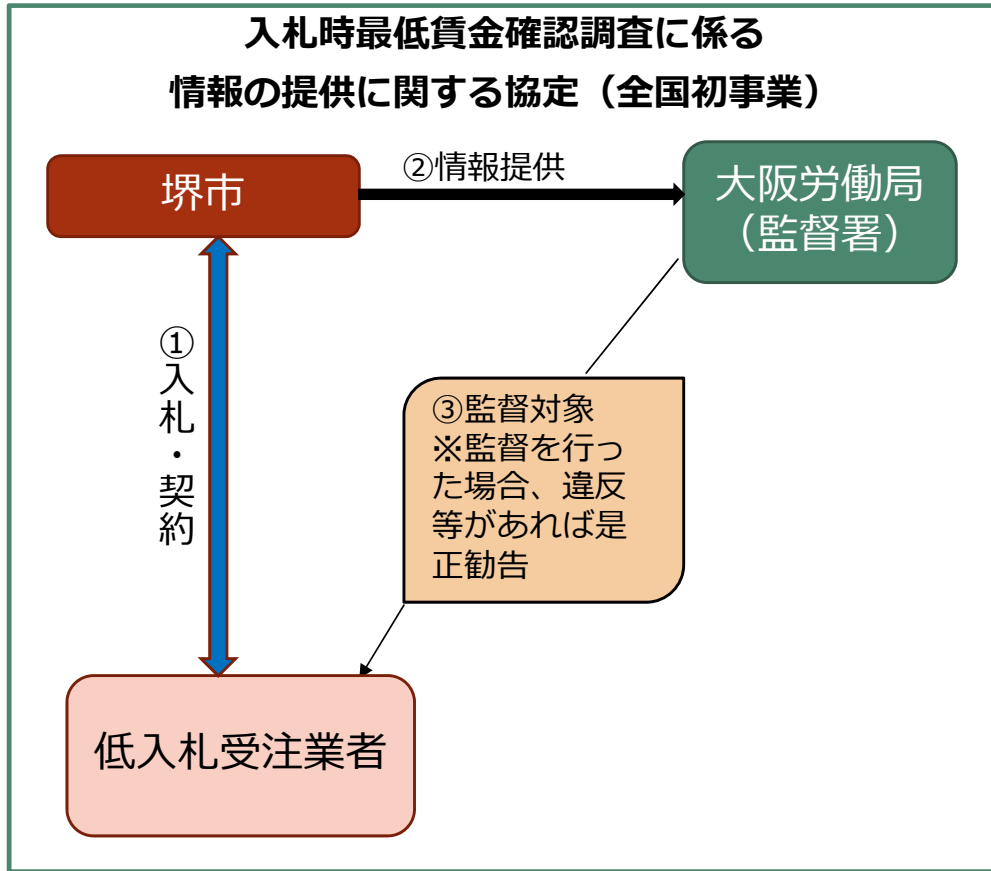 入札時最低賃金確認調査に係る
情報の提供に関する協定（全国初事業）
堺市
②情報提供
大阪労働局
（監督署）
①入札・契約
③監督対象
※監督を行っ
た場合、違反
等があれば是
正勧告
低入札受注業者